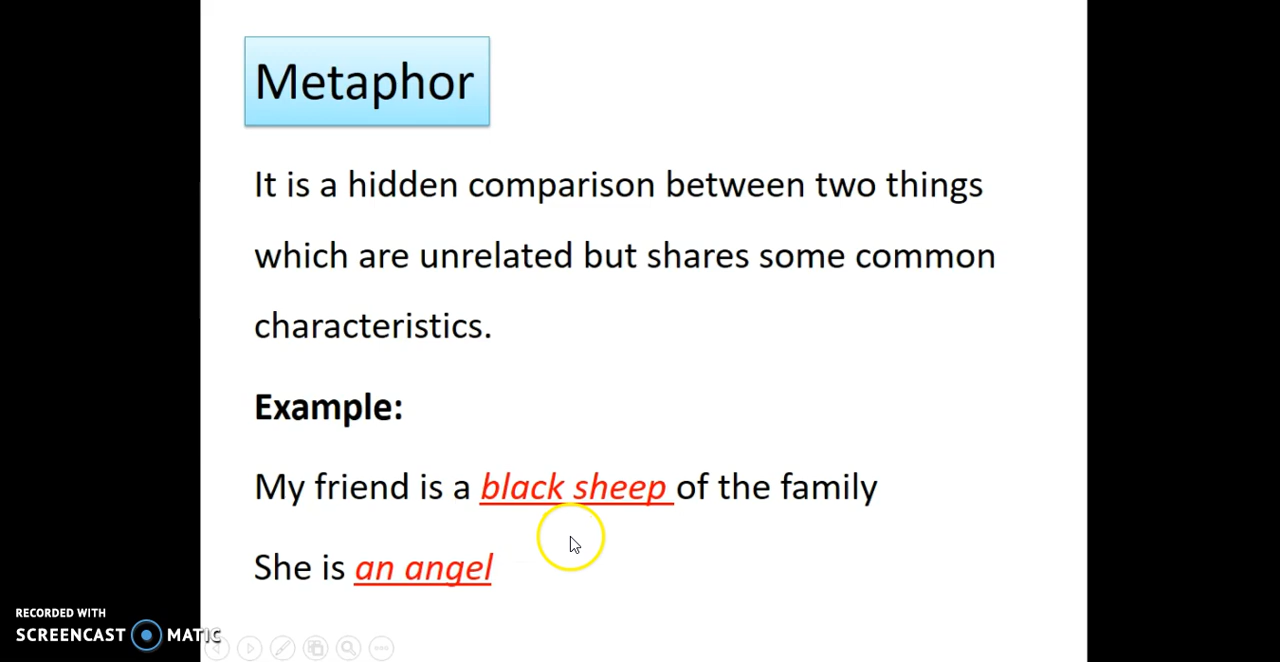 Metaphor
It is a hidden comparison between two things
which are unrelated but shares some common
characteristics.
Example:
My friend is a black sheep of the family
She is an angel
RECORDED WITH
SCREENCAST MATIC